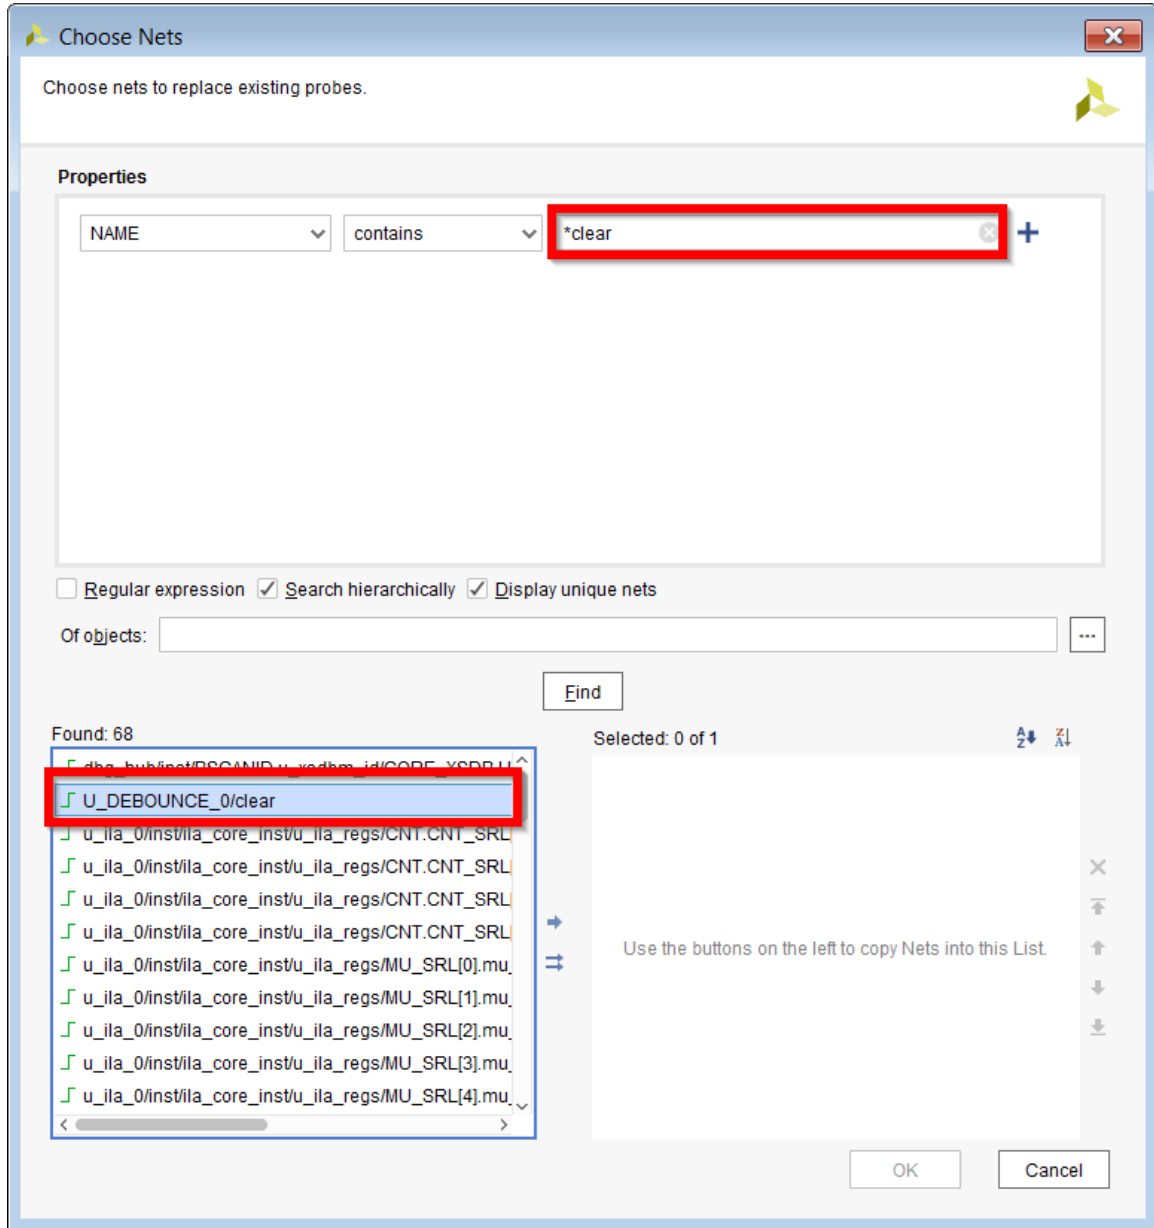 Choose Nets
Choose nets to replace existing probes.
Properties
NAME contains *clear
Regular expression Search hierarchically Display unique nets
Of objects: ...
Find
Found: 68
Selected: 0 of 1
U_DEBOUNCE_0/clear
u_ila_0/inst/ila_core_inst/u_ila_regs/CNT.CNT_SRL[
u_ila_0/inst/ila_core_inst/u_ila_regs/CNT.CNT_SRL[
u_ila_0/inst/ila_core_inst/u_ila_regs/CNT.CNT_SRL[
u_ila_0/inst/ila_core_inst/u_ila_regs/CNT.CNT_SRL[
u_ila_0/inst/ila_core_inst/u_ila_regs/MU_SRL[0].mu_
u_ila_0/inst/ila_core_inst/u_ila_regs/MU_SRL[1].mu_
u_ila_0/inst/ila_core_inst/u_ila_regs/MU_SRL[2].mu_
u_ila_0/inst/ila_core_inst/u_ila_regs/MU_SRL[3].mu_
u_ila_0/inst/ila_core_inst/u_ila_regs/MU_SRL[4].mu_
Use the buttons on the left to copy Nets into this List.
OK Cancel